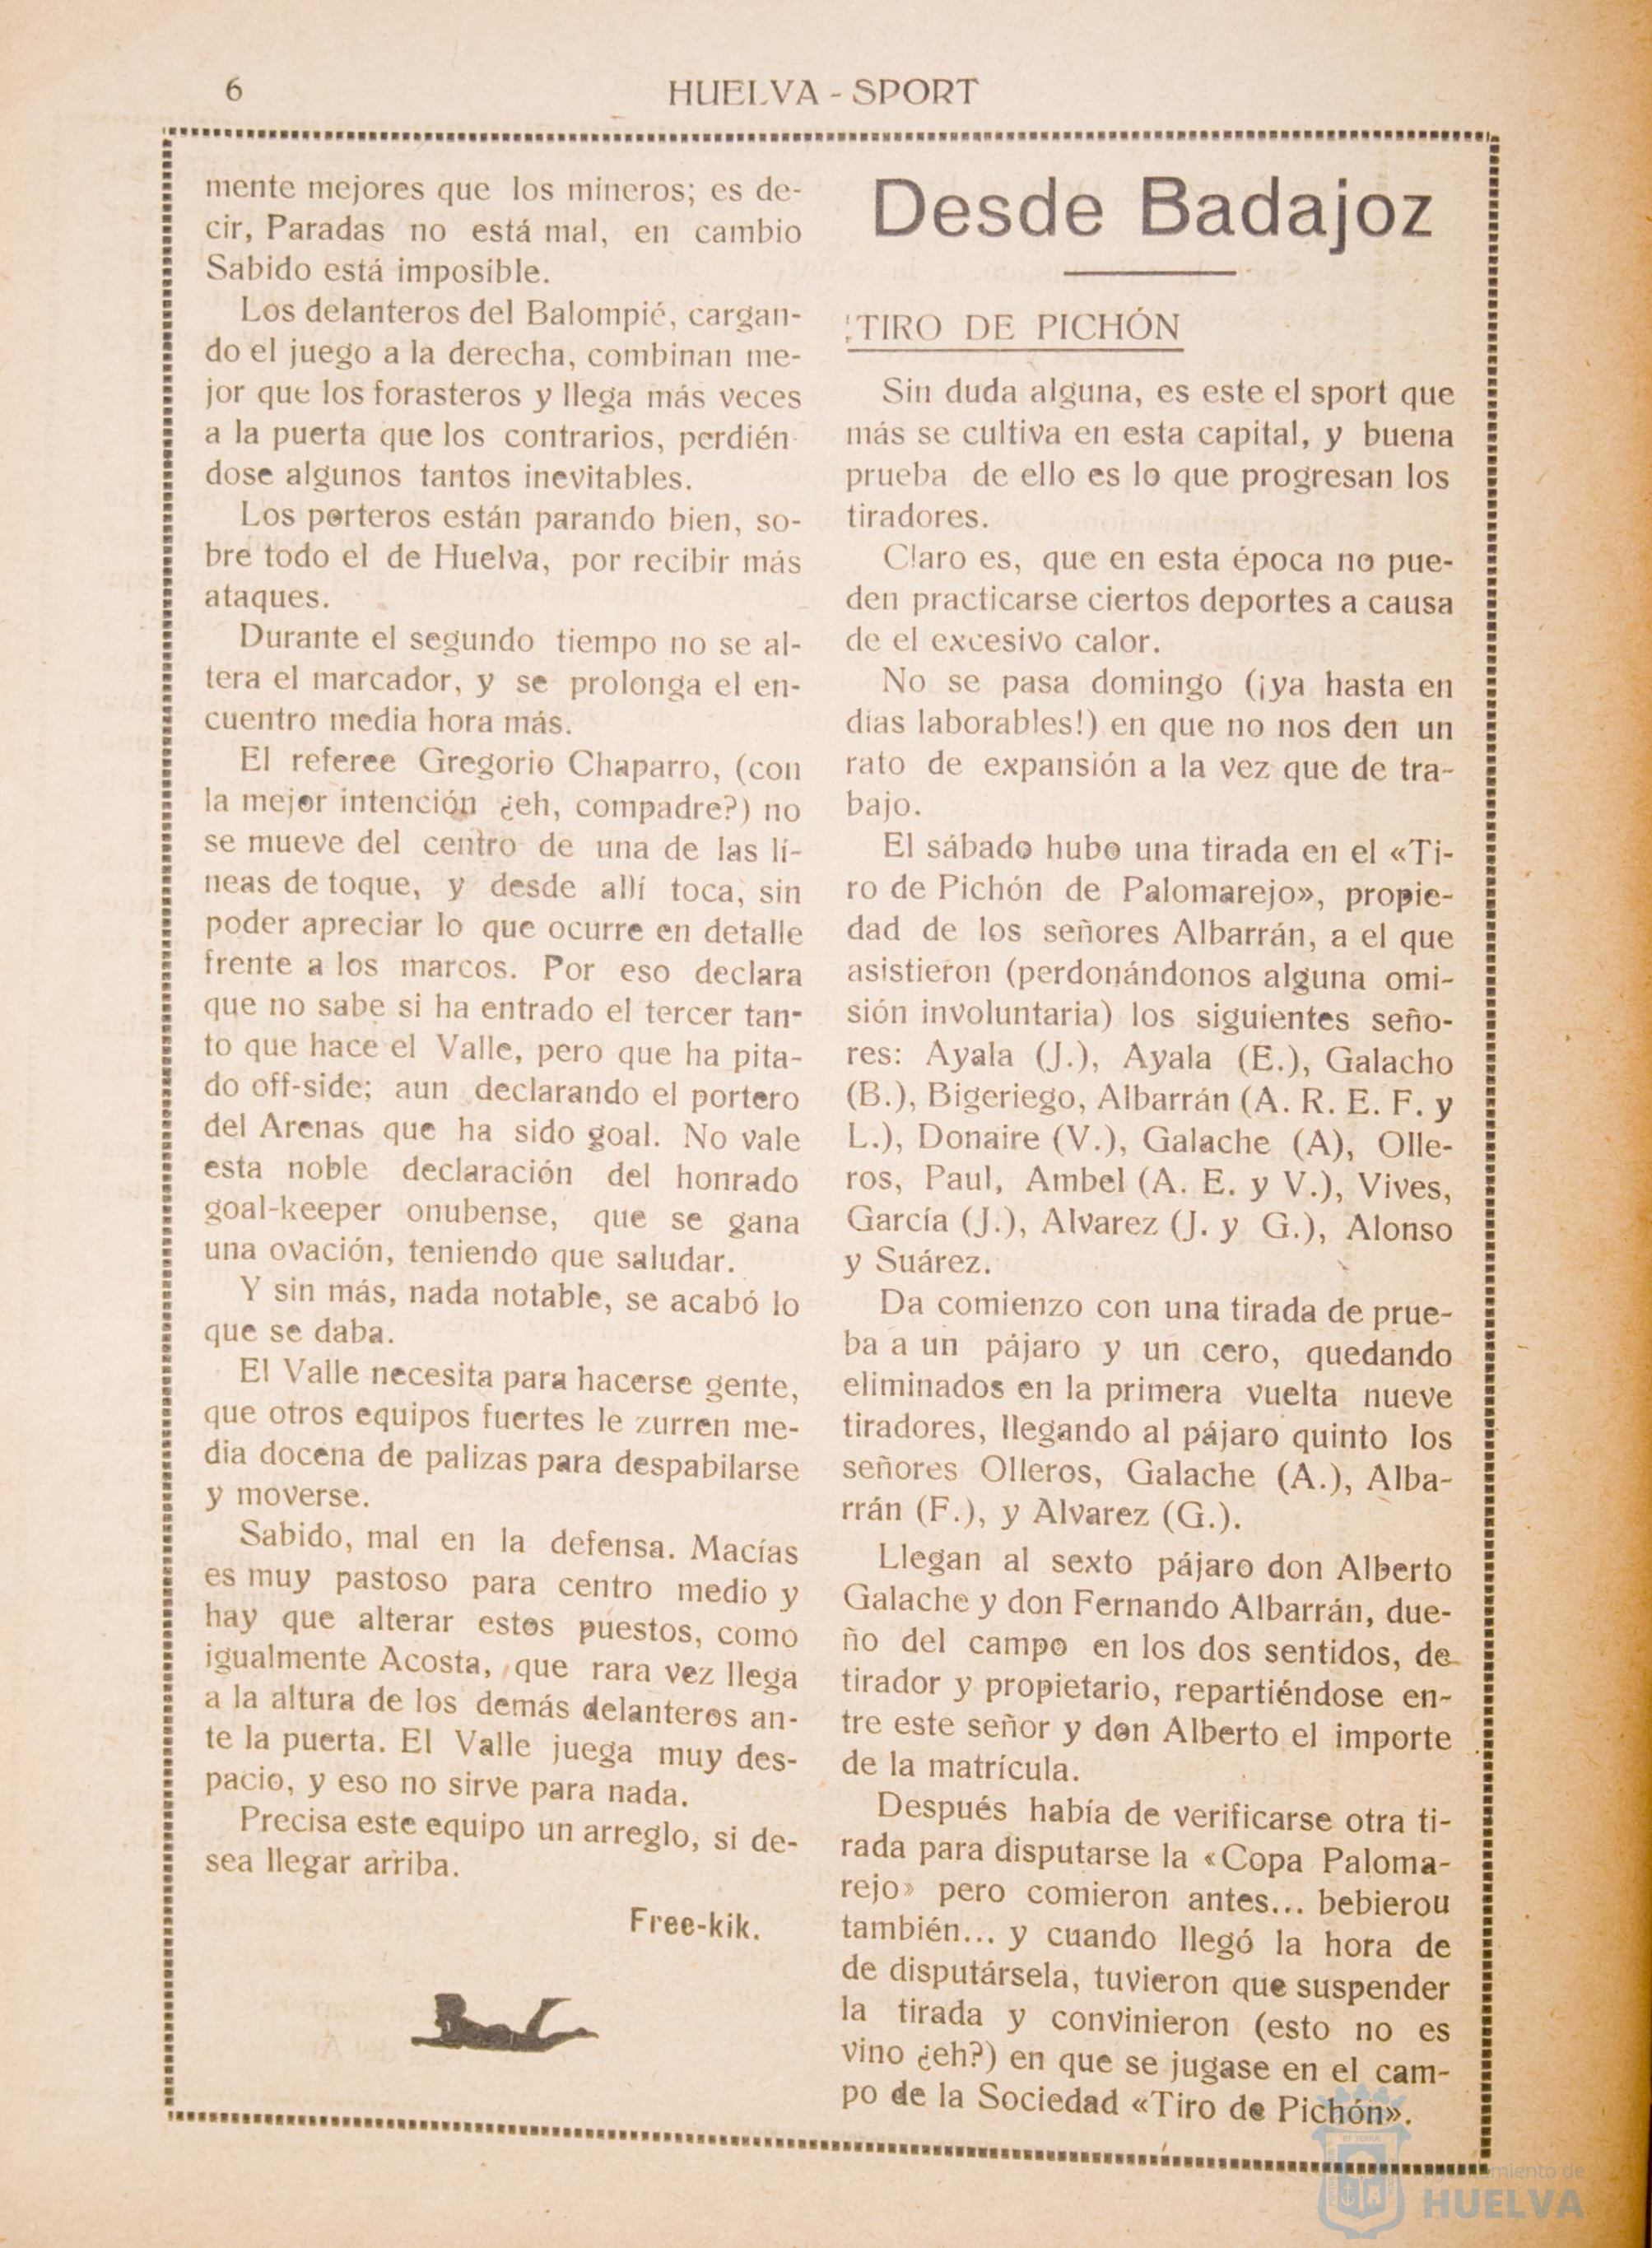 6
HUELVA - SPORT
mente mejores que los mineros; es de-
cir, Paradas no está mal, en cambio
Sabido está imposible.
Los delanteros del Balompié, cargan-
do el juego a la derecha, combinan me-
jor que los forasteros y llega más veces
a la puerta que los contrarios, perdién-
dose algunos tantos inevitables.
Los porteros están parando bien, so-
bre todo el de Huelva, por recibir más
ataques.
Durante el segundo tiempo no se al-
tera el marcador, y se prolonga el en-
cuentro media hora más.
El referee Gregorio Chaparro, (con
la mejor intención ¿eh, compadre?) no
se mueve del centro de una de las lí-
neas de toque, y desde allí toca, sin
poder apreciar lo que ocurre en detalle
frente a los marcos. Por eso declara
que no sabe si ha entrado el tercer tan-
to que hace el Valle, pero que ha pita-
do off-side; aun declarando el portero
del Arenas que ha sido goal. No vale
esta noble declaración del honrado
goal-keeper onubense, que se gana
una ovación, teniendo que saludar.
Y sin más, nada notable, se acabó lo
que se daba.
El Valle necesita para hacerse gente,
que otros equipos fuertes le zurren me-
dia docena de palizas para despabilarse
y moverse.
Sabido, mal en la defensa. Macías
es muy pastoso para centro medio y
hay que alterar estos puestos, como
igualmente Acosta, que rara vez llega
a la altura de los demás delanteros an-
te la puerta. El Valle juega muy des-
pacio, y eso no sirve para nada.
Precisa este equipo un arreglo, si de-
sea llegar arriba.
Free-kik.
Desde Badajoz
TIRO DE PICHÓN
Sin duda alguna, es este el sport que
más se cultiva en esta capital, y buena
prueba de ello es lo que progresan los
tiradores.
Claro es, que en esta época no pue-
den practicarse ciertos deportes a causa
de el excesivo calor.
No se pasa domingo (¡ya hasta en
dias laborables!) en que no nos den un
rato de expansión a la vez que de tra-
bajo.
El sábado hubo una tirada en el «Ti-
ro de Pichón de Palomarejo», propie-
dad de los señores Albarrán, a el que
asistieron (perdonándonos alguna omi-
sión involuntaria) los siguientes seño-
res: Ayala (J.), Ayala (E.), Galacho
(B.), Bigeriego, Albarrán (A. R. E. F. y
L.), Donaire (V.), Galache (A), Olle-
ros, Paul, Ambel (A. E. y V.), Vives,
García (J.), Alvarez (J. y G.), Alonso
y Suárez.
Da comienzo con una tirada de prue-
ba a un pájaro y un cero, quedando
eliminados en la primera vuelta nueve
tiradores, llegando al pájaro quinto los
señores Olleros, Galache (A.), Alba-
rrán (F.), y Alvarez (G.).
Llegan al sexto pájaro don Alberto
Galache y don Fernando Albarrán, due-
ño del campo en los dos sentidos, de
tirador y propietario, repartiéndose en-
tre este señor y don Alberto el importe
de la matrícula.
Después había de verificarse otra ti-
rada para disputarse la «Copa Paloma-
rejo» pero comieron antes... bebierou
también... y cuando llegó la hora de
de disputársela, tuvieron que suspender
la tirada y convinieron (esto no es
vino ¿eh?) en que se jugase en el cam-
po de la Sociedad «Tiro de Pichón».
Ayuntamiento de
HUELVA